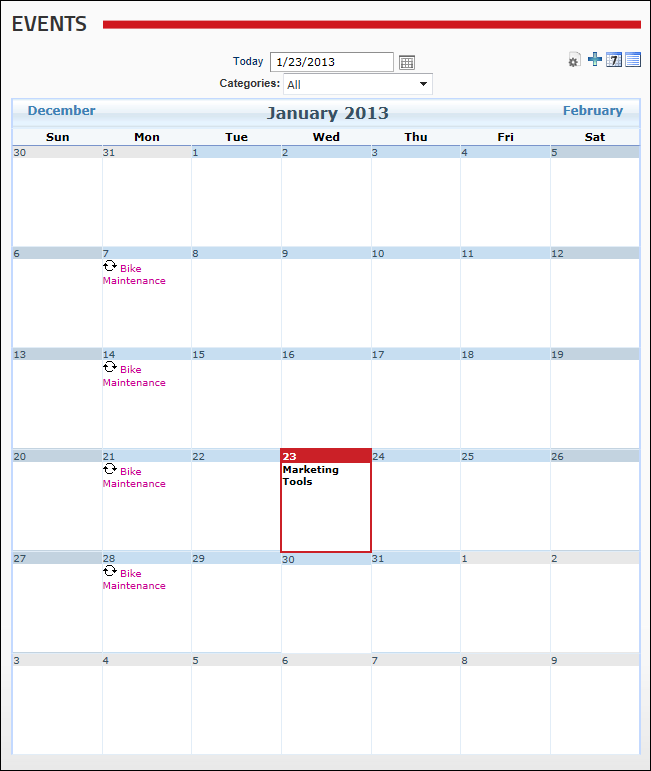 EVENTS
Today 1/23/2013
7
Categories: All
December January 2013 February
Sun Mon Tue Wed Thu Fri Sat
30 31 1 2 3 4 5
6 7 8 9 10 11 12
Bike
Maintenance
13 14 15 16 17 18 19
Bike
Maintenance
20 21 22 23 24 25 26
Bike
Maintenance
Marketing
Tools
27 28 29 30 31 1 2
Bike
Maintenance
3 4 5 6 7 8 9